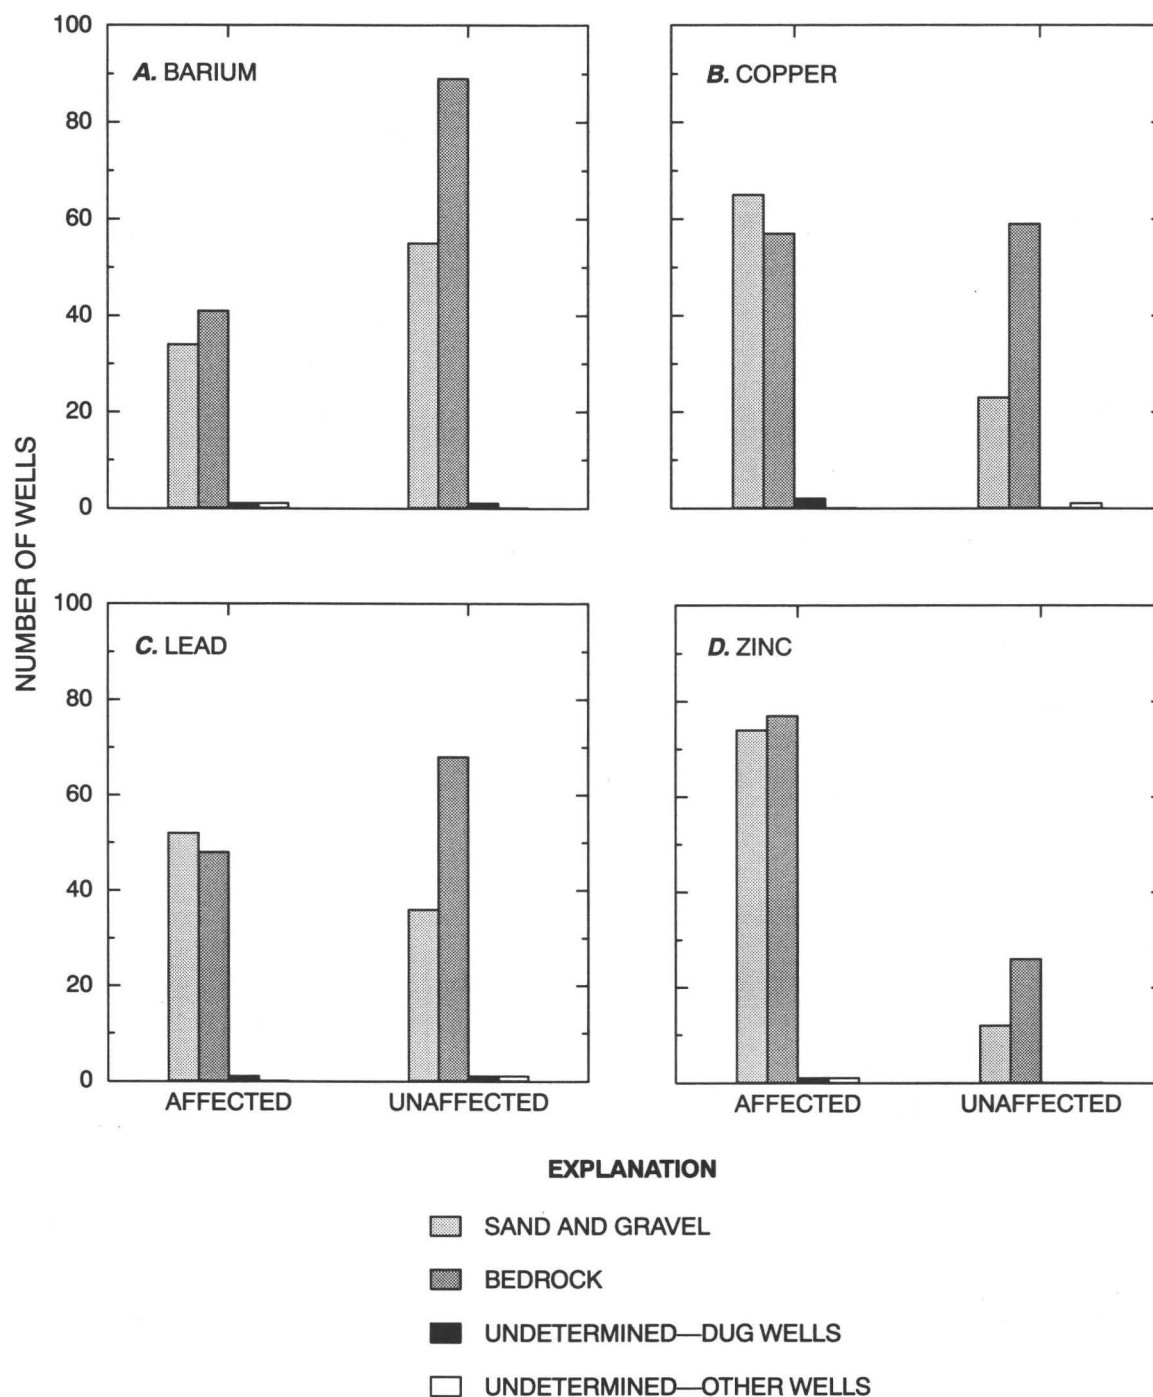 NUMBER OF WELLS
A. BARIUM
100
80
60
40
20
0
B. COPPER
C. LEAD
100
80
60
40
20
0
AFFECTED UNAFFECTED
D. ZINC
AFFECTED UNAFFECTED
EXPLANATION
SAND AND GRAVEL
BEDROCK
UNDETERMINED—DUG WELLS
UNDETERMINED—OTHER WELLS